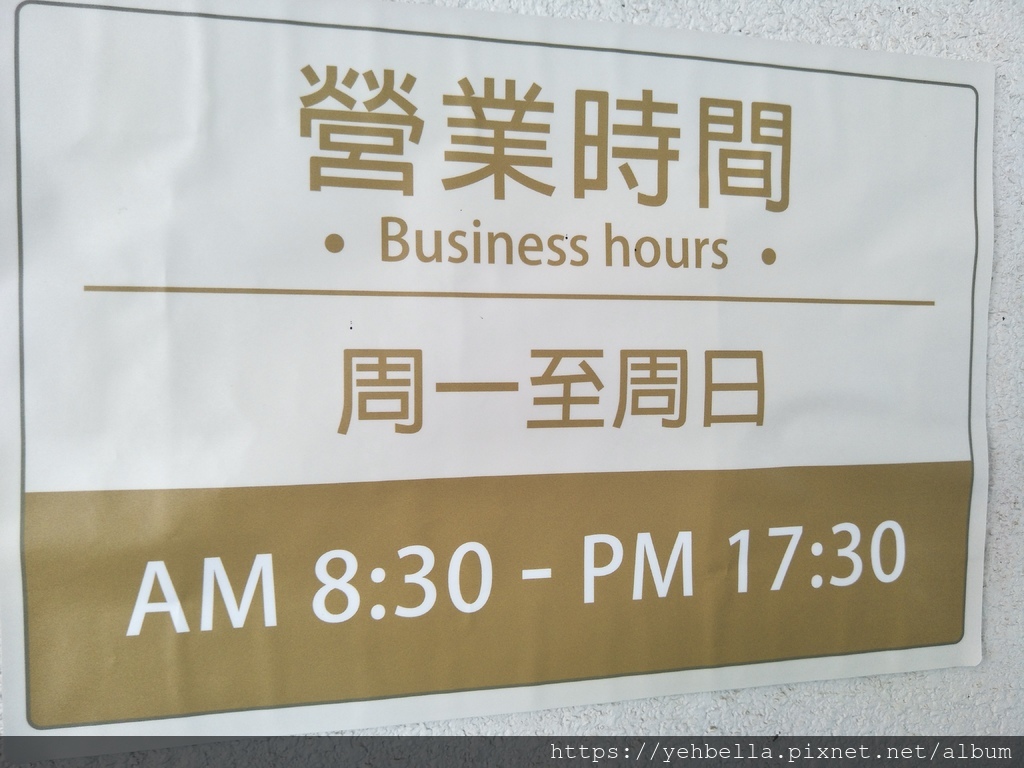 營業時間
• Business hours •
周一至周日
AM 8:30 - PM 17:30
https://yehbella.pixnet.net/album